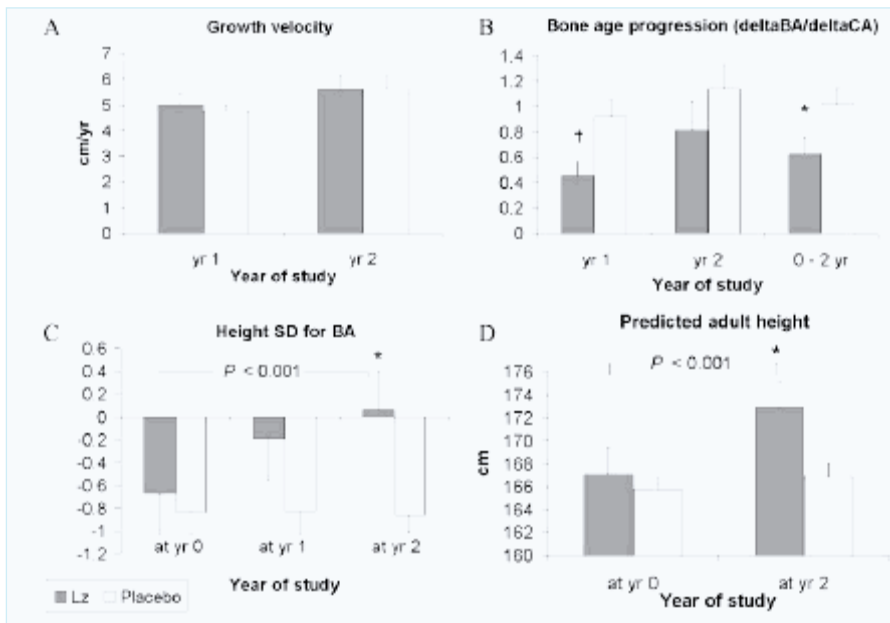 A
Growth velocity
7
6
5
4
3
2
1
0
cm/yr
yr 1
yr 2
Year of study
B
Bone age progression (deltaBA/deltaCA)
1.4
1.2
1
0.8
0.6
0.4
0.2
0
†
*
yr 1
yr 2
0 - 2 yr
Year of study
C
Height SD for BA
0.6
0.4
0.2
0
-0.2
-0.4
-0.6
-0.8
-1
-1.2
P < 0.001
*
at yr 0
at yr 1
at yr 2
Year of study
Lz
Placebo
D
Predicted adult height
176
174
172
170
168
166
164
162
160
cm
P < 0.001
*
at yr 0
at yr 2
Year of study